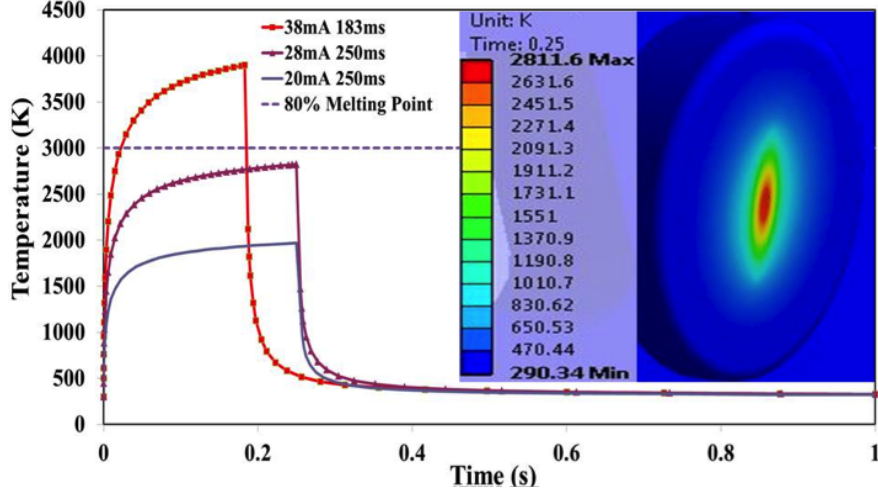 4500
4000
3500
3000
2500
2000
1500
1000
500
0
Temperature (K)
38mA 183ms
28mA 250ms
20mA 250ms
80% Melting Point
Unit: K
Time: 0.25
2811.6 Max
2631.6
2451.5
2271.4
2091.3
1911.2
1731.1
1551
1370.9
1190.8
1010.7
830.62
650.53
470.44
290.34 Min
0 0.2 0.4 0.6 0.8 1
Time (s)